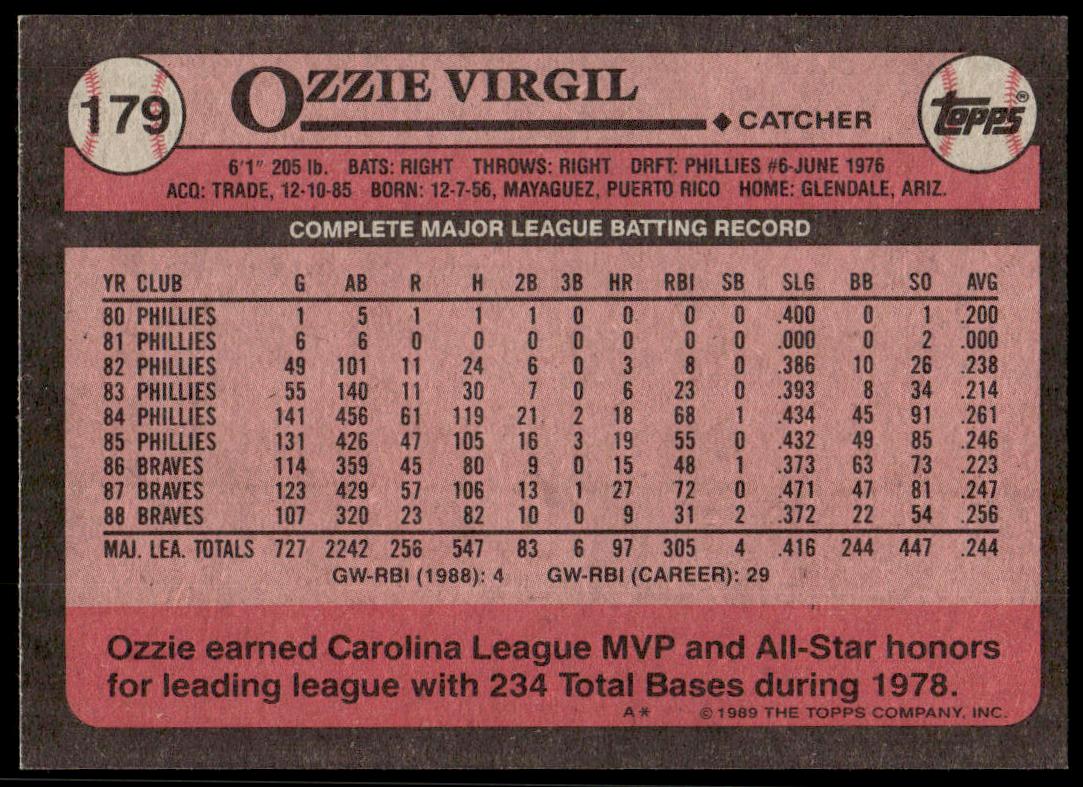 179
OZZIE VIRGIL
◆ CATCHER
TOPPS®
6'1" 205 lb. BATS: RIGHT THROWS: RIGHT DRFT: PHILLIES #6-JUNE 1976
ACQ: TRADE, 12-10-85 BORN: 12-7-56, MAYAGUEZ, PUERTO RICO HOME: GLENDALE, ARIZ.
COMPLETE MAJOR LEAGUE BATTING RECORD
YR CLUB G AB R H 2B 3B HR RBI SB SLG BB SO AVG
80 PHILLIES 1 5 1 1 1 0 0 0 0 .400 0 1 .200
81 PHILLIES 6 6 0 0 0 0 0 0 0 .000 0 2 .000
82 PHILLIES 49 101 11 24 6 0 3 8 0 .386 10 26 .238
83 PHILLIES 55 140 11 30 7 0 6 23 0 .393 8 34 .214
84 PHILLIES 141 456 61 119 21 2 18 68 1 .434 45 91 .261
85 PHILLIES 131 426 47 105 16 3 19 55 0 .432 49 85 .246
86 BRAVES 114 359 45 80 9 0 15 48 1 .373 63 73 .223
87 BRAVES 123 429 57 106 13 1 27 72 0 .471 47 81 .247
88 BRAVES 107 320 23 82 10 0 9 31 2 .372 22 54 .256
MAJ. LEA. TOTALS 727 2242 256 547 83 6 97 305 4 .416 244 447 .244
GW-RBI (1988): 4 GW-RBI (CAREER): 29
Ozzie earned Carolina League MVP and All-Star honors
for leading league with 234 Total Bases during 1978.
A* © 1989 THE TOPPS COMPANY, INC.